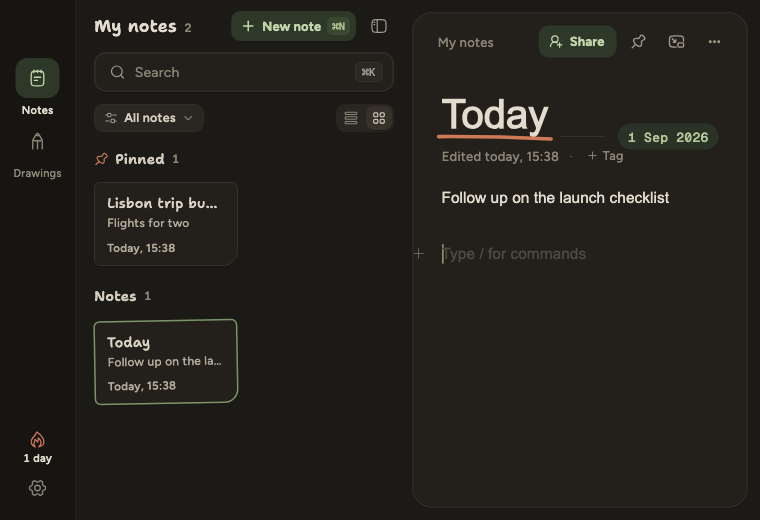 Notes
Drawings
1 day
My notes 2
+ New note ⌘N
Search ⌘K
All notes
Pinned 1
Lisbon trip bu...
Flights for two
Today, 15:38
Notes 1
Today
Follow up on the la...
Today, 15:38
My notes
Share
Today
1 Sep 2026
Edited today, 15:38 · + Tag
Follow up on the launch checklist
Type / for commands